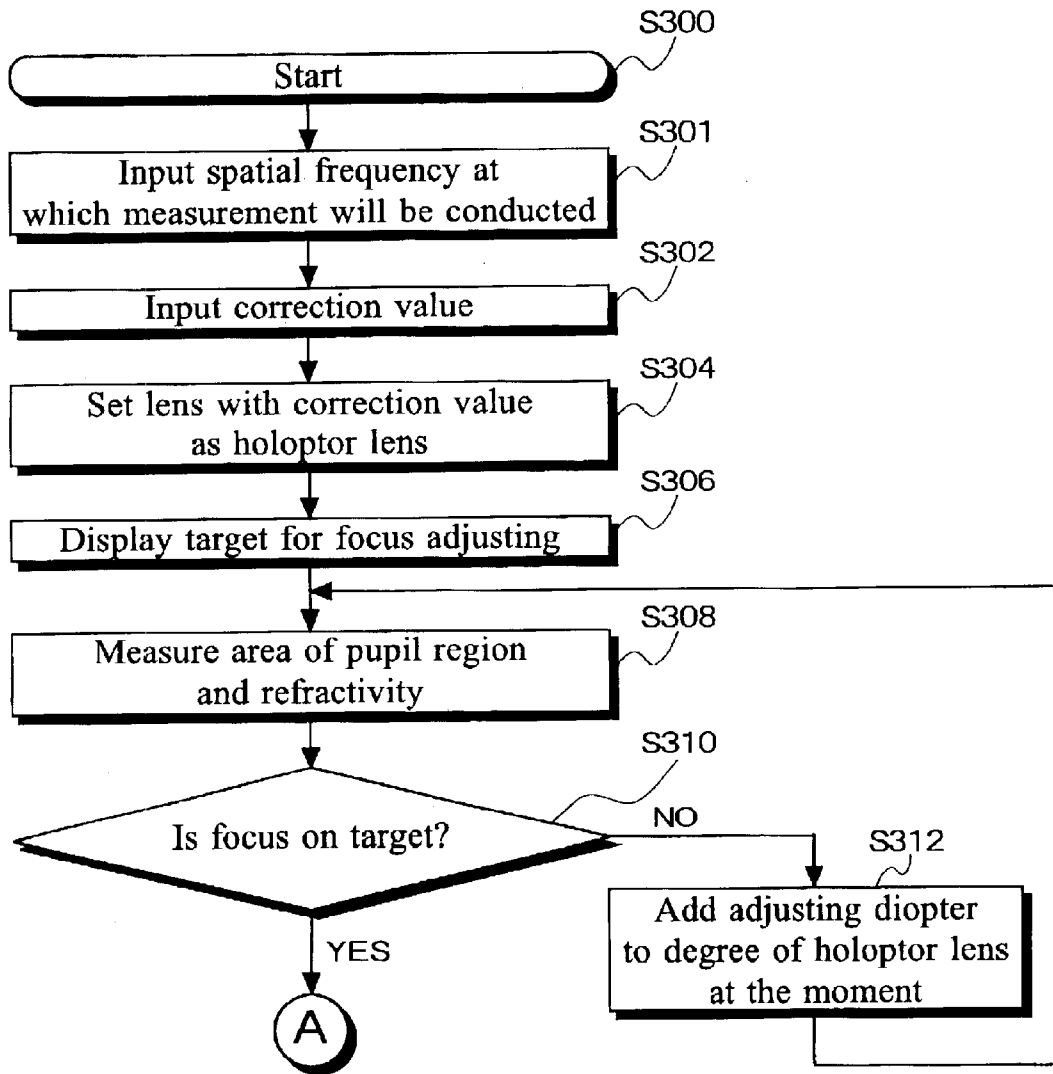 S300
Start
S301
Input spatial frequency at
which measurement will be conducted
S302
Input correction value
S304
Set lens with correction value
as holoptor lens
S306
Display target for focus adjusting
S308
Measure area of pupil region
and refractivity
S310
Is focus on target?
NO
S312
Add adjusting diopter
to degree of holoptor lens
at the moment
YES
A